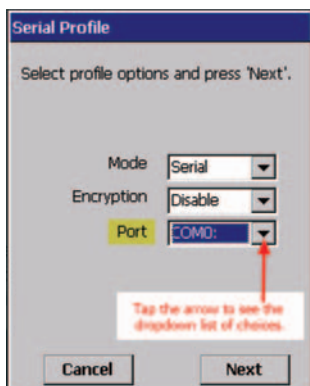 Serial Profile
Select profile options and press 'Next'.
Mode Serial
Encryption Disable
Port COM0:
Tap the arrow to see the
dropdown list of choices.
Cancel Next